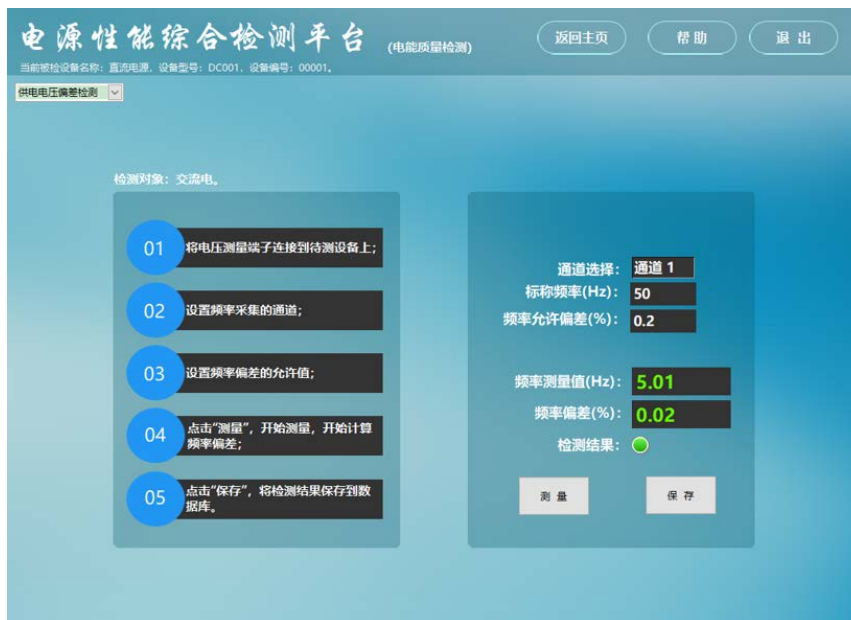 电源性能综合检测平台
(电能质量检测)
返回主页
帮 助
退 出
当前被检设备名称：直流电源，设备型号：DC001，设备编号：00001。
供电电压偏差检测
检测对象：交流电。
01
将电压测量端子连接到待测设备上；
02
设置频率采集的通道；
03
设置频率偏差的允许值；
04
点击“测量”，开始测量，开始计算
频率偏差；
05
点击“保存”，将检测结果保存到数
据库。
通道选择：
通道 1
标称频率(Hz)：
50
频率允许偏差(%)：
0.2
频率测量值(Hz)：
5.01
频率偏差(%)：
0.02
检测结果：
测 量
保 存